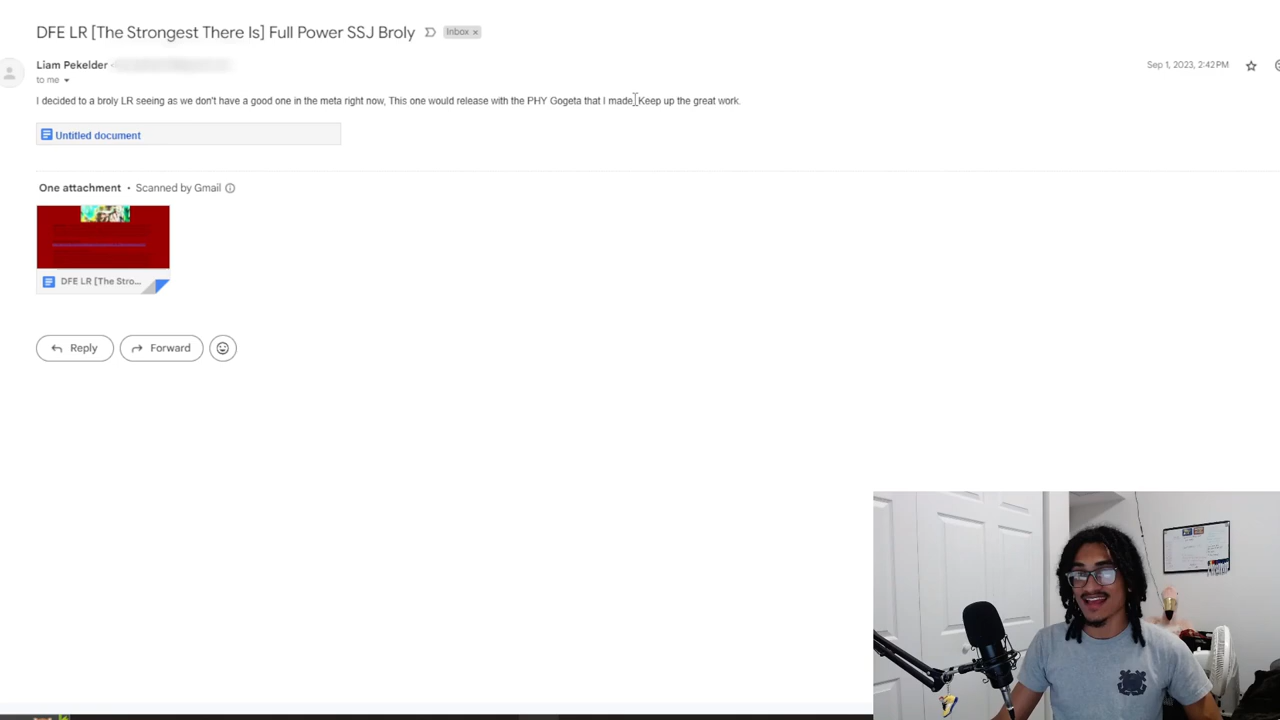 DFE LR [The Strongest There Is] Full Power SSJ Broly Inbox ×
Liam Pekelder Sep 1, 2023, 2:42 PM
to me
I decided to a broly LR seeing as we don't have a good one in the meta right now, This one would release with the PHY Gogeta that I made, Keep up the great work.
Untitled document
One attachment • Scanned by Gmail
DFE LR [The Stro...
Reply Forward